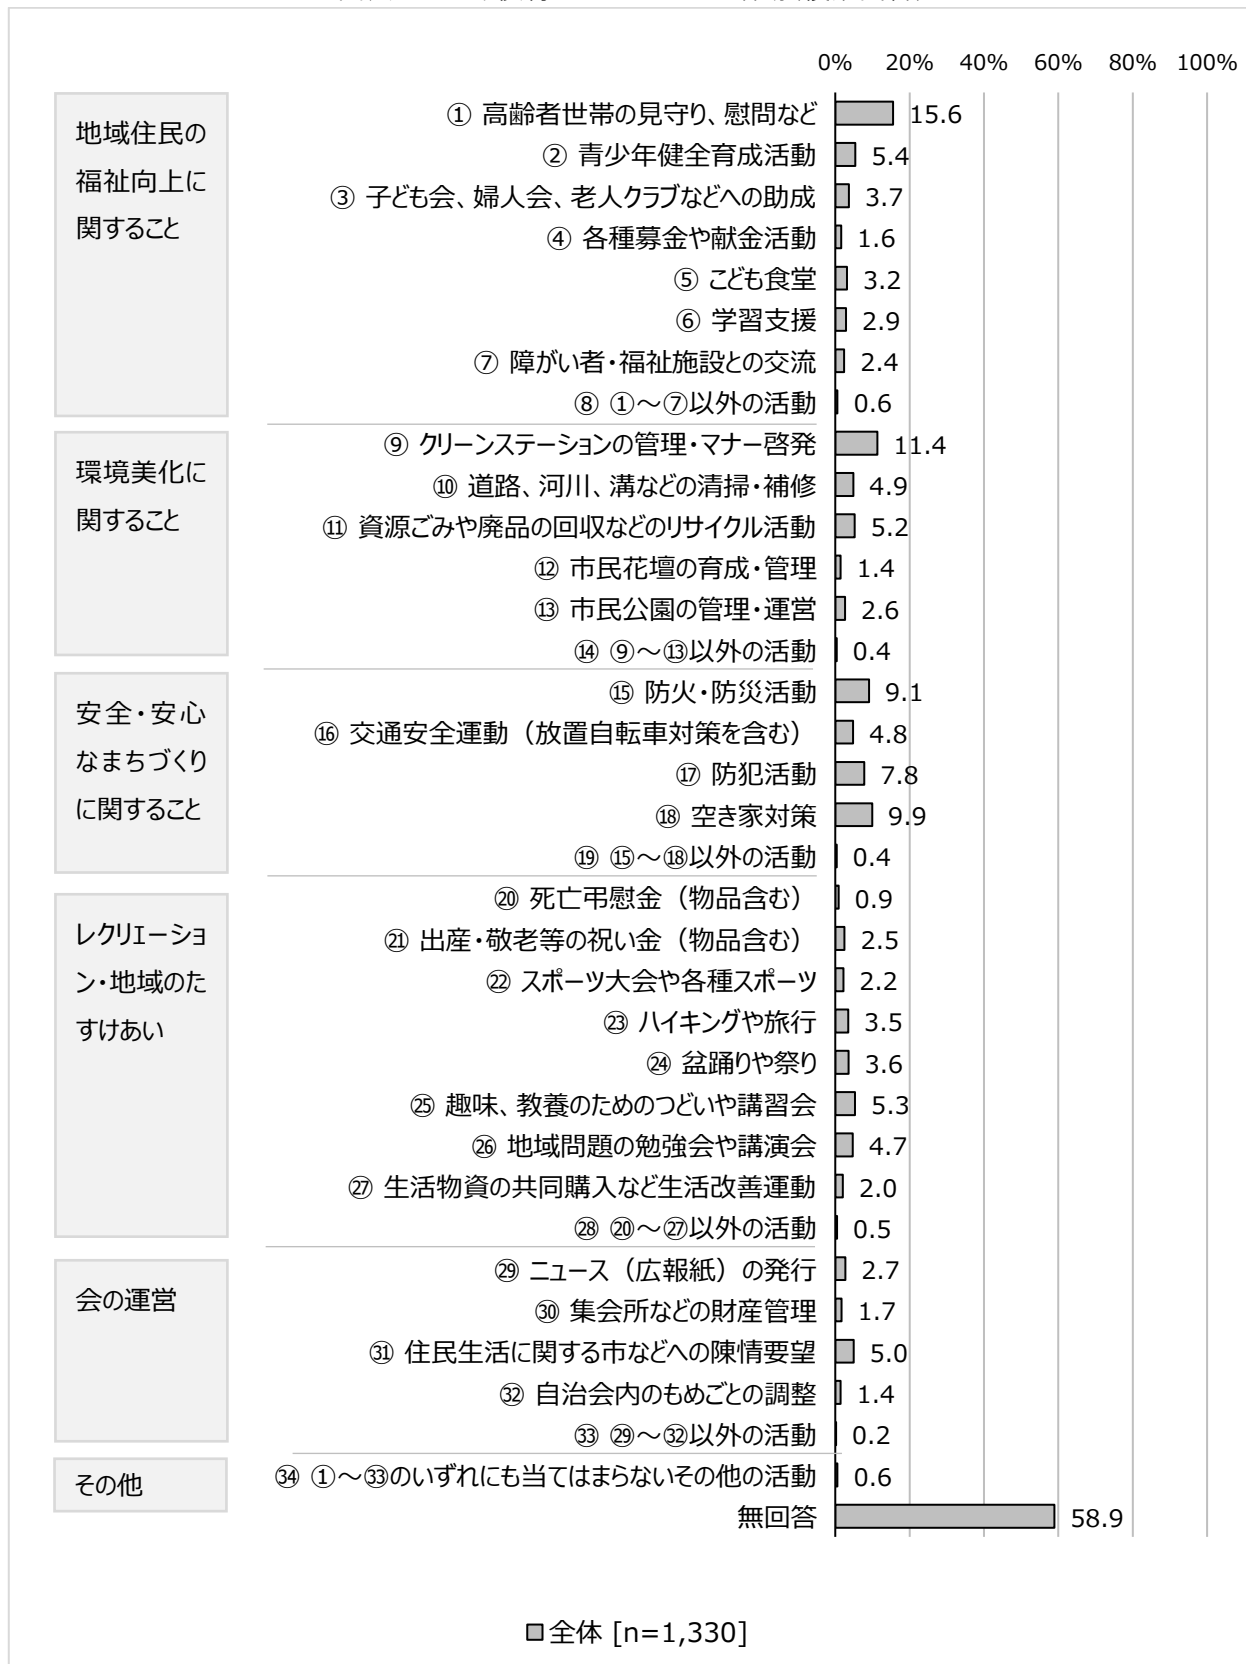 0% 20% 40% 60% 80% 100%
地域住民の
福祉向上に
関すること
① 高齢者世帯の見守り、慰問など 15.6
② 青少年健全育成活動 5.4
③ 子ども会、婦人会、老人クラブなどへの助成 3.7
④ 各種募金や献金活動 1.6
⑤ こども食堂 3.2
⑥ 学習支援 2.9
⑦ 障がい者・福祉施設との交流 2.4
⑧ ①～⑦以外の活動 0.6
環境美化に
関すること
⑨ クリーンステーションの管理・マナー啓発 11.4
⑩ 道路、河川、溝などの清掃・補修 4.9
⑪ 資源ごみや廃品の回収などのリサイクル活動 5.2
⑫ 市民花壇の育成・管理 1.4
⑬ 市民公園の管理・運営 2.6
⑭ ⑨～⑬以外の活動 0.4
安全・安心
なまちづくり
に関すること
⑮ 防火・防災活動 9.1
⑯ 交通安全運動（放置自転車対策を含む） 4.8
⑰ 防犯活動 7.8
⑱ 空き家対策 9.9
⑲ ⑮～⑱以外の活動 0.4
レクリエーショ
ン・地域のた
すけあい
⑳ 死亡弔慰金（物品含む） 0.9
㉑ 出産・敬老等の祝い金（物品含む） 2.5
㉒ スポーツ大会や各種スポーツ 2.2
㉓ ハイキングや旅行 3.5
㉔ 盆踊りや祭り 3.6
㉕ 趣味、教養のためのつどいや講習会 5.3
㉖ 地域問題の勉強会や講演会 4.7
㉗ 生活物資の共同購入など生活改善運動 2.0
㉘ ⑳～㉗以外の活動 0.5
会の運営
㉙ ニュース（広報紙）の発行 2.7
㉚ 集会所などの財産管理 1.7
㉛ 住民生活に関する市などへの陳情要望 5.0
㉜ 自治会内のもめごとの調整 1.4
㉝ ㉙～㉜以外の活動 0.2
その他
㉞ ①～㉝のいずれにも当てはまらないその他の活動 0.6
無回答 58.9
全体 [n=1,330]